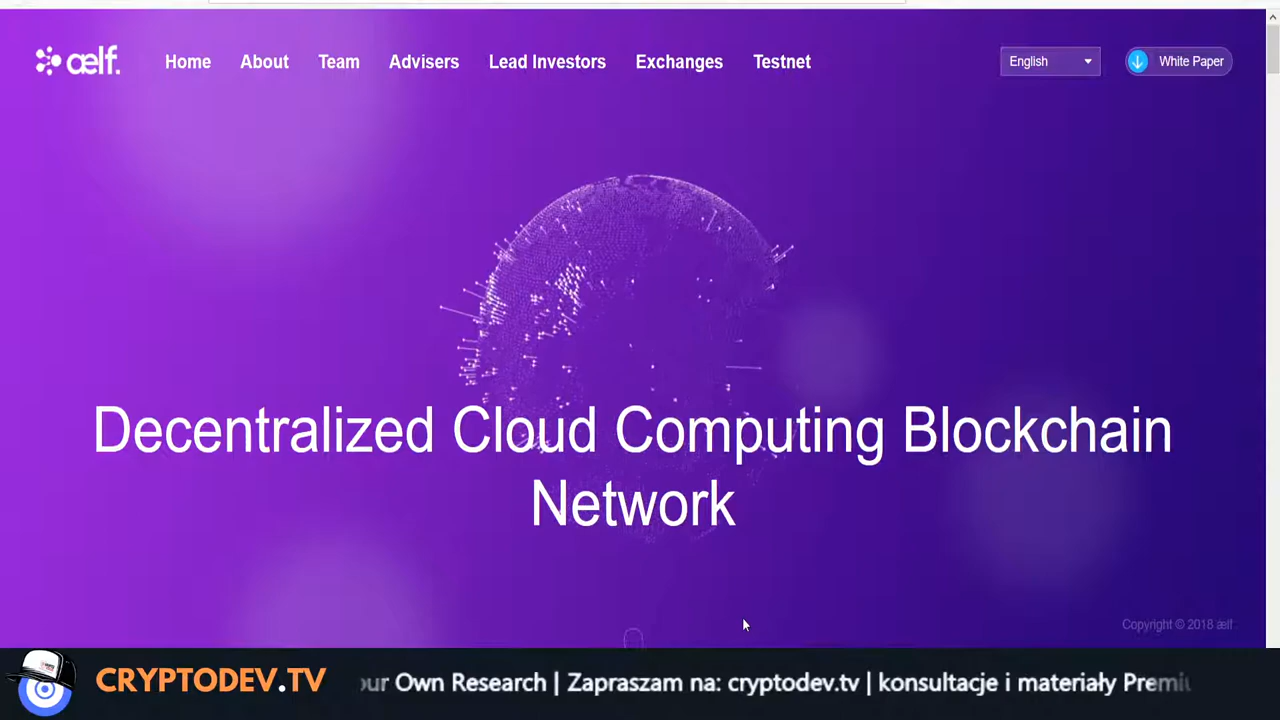 ælf.
Home About Team Advisers Lead Investors Exchanges Testnet
English
White Paper
Decentralized Cloud Computing Blockchain
Network
Copyright © 2018 ælf
CRYPTODEV.TV
Own Research | Zapraszam na: cryptodev.tv | konsultacje i materiały